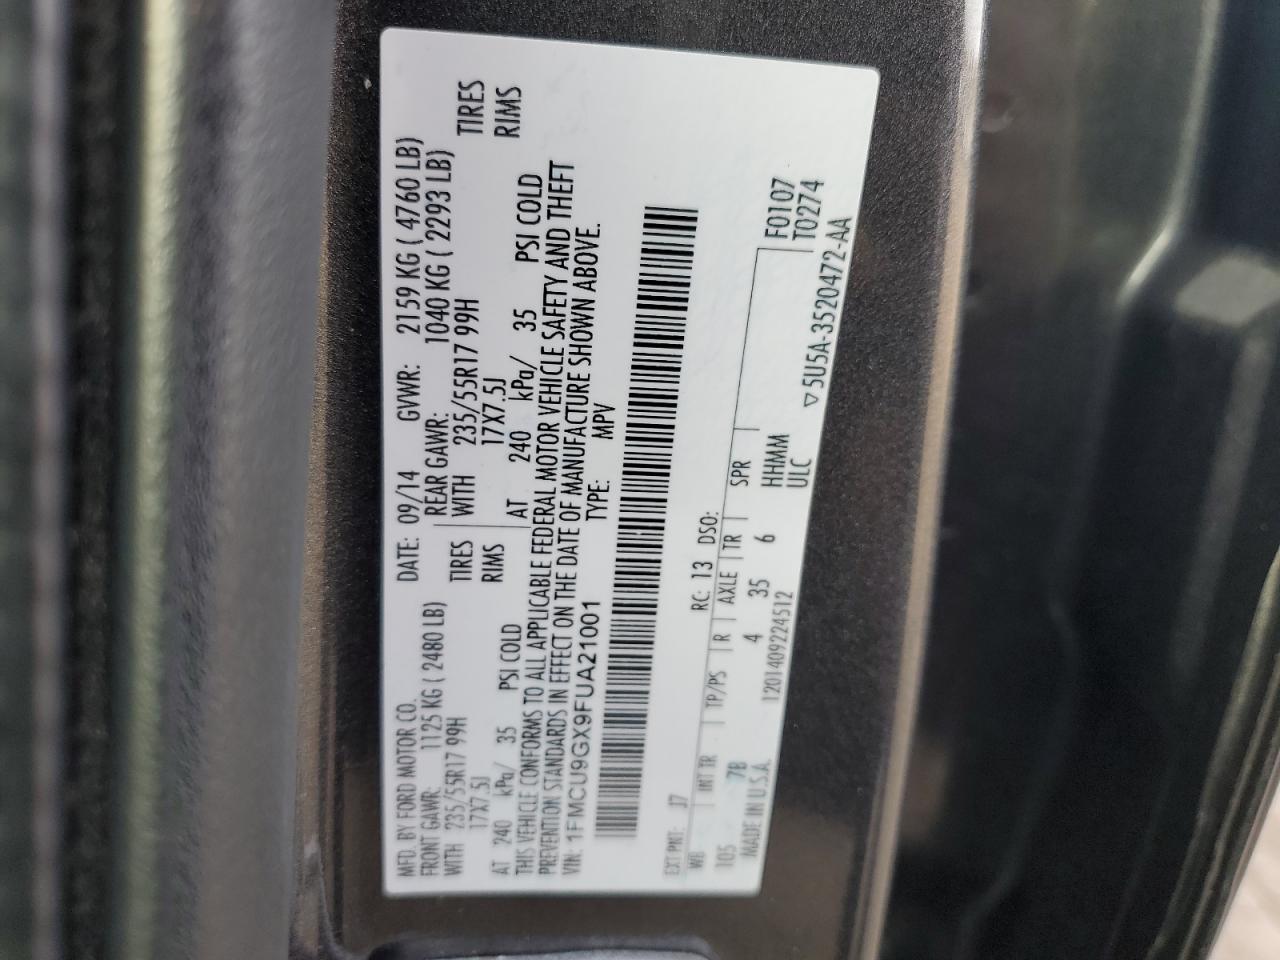 MFD. BY FORD MOTOR CO. DATE: 09/14 GVWR: 2159 KG ( 4760 LB)
FRONT GAWR: 1125 KG ( 2480 LB) REAR GAWR: 1040 KG ( 2293 LB)
WITH 235/55R17 99H TIRES WITH 235/55R17 99H TIRES
17X7.5J RIMS 17X7.5J RIMS
AT 240 kPa/ 35 PSI COLD AT 240 kPa/ 35 PSI COLD
THIS VEHICLE CONFORMS TO ALL APPLICABLE FEDERAL MOTOR VEHICLE SAFETY AND THEFT
PREVENTION STANDARDS IN EFFECT ON THE DATE OF MANUFACTURE SHOWN ABOVE.
VIN: 1FMCU9GX9FUA21001 TYPE: MPV
EXT PNT: J7 RC: 13 DSO: F0107
WB INT TR TP/PS R AXLE TR SPR T0274
105 7B 4 35 6 HHMM
MADE IN U.S.A. 1201409224512 ULC ▽5U5A-3520472-AA